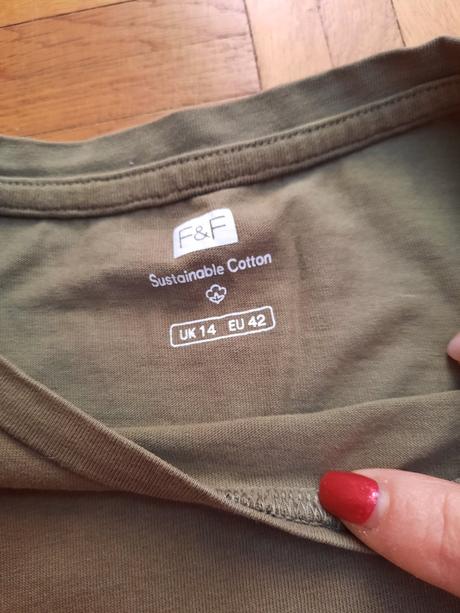 F&F
Sustainable Cotton
UK 14 EU 42